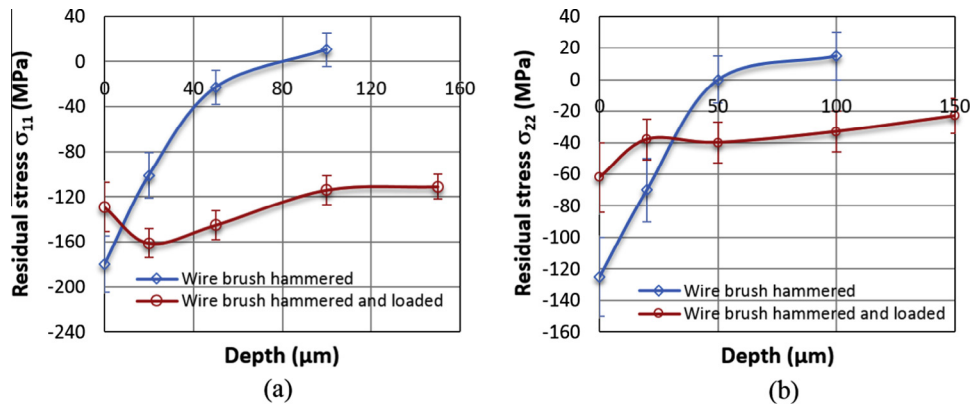 40
0
0 40 80 120 160
-40
-80
-120
-160
-200
-240
Residual stress σ11 (MPa)
Wire brush hammered
Wire brush hammered and loaded
Depth (µm)
(a)
40
20
0
0 50 100 150
-20
-40
-60
-80
-100
-120
-140
-160
Residual stress σ22 (MPa)
Wire brush hammered
Wire brush hammered and loaded
Depth (µm)
(b)